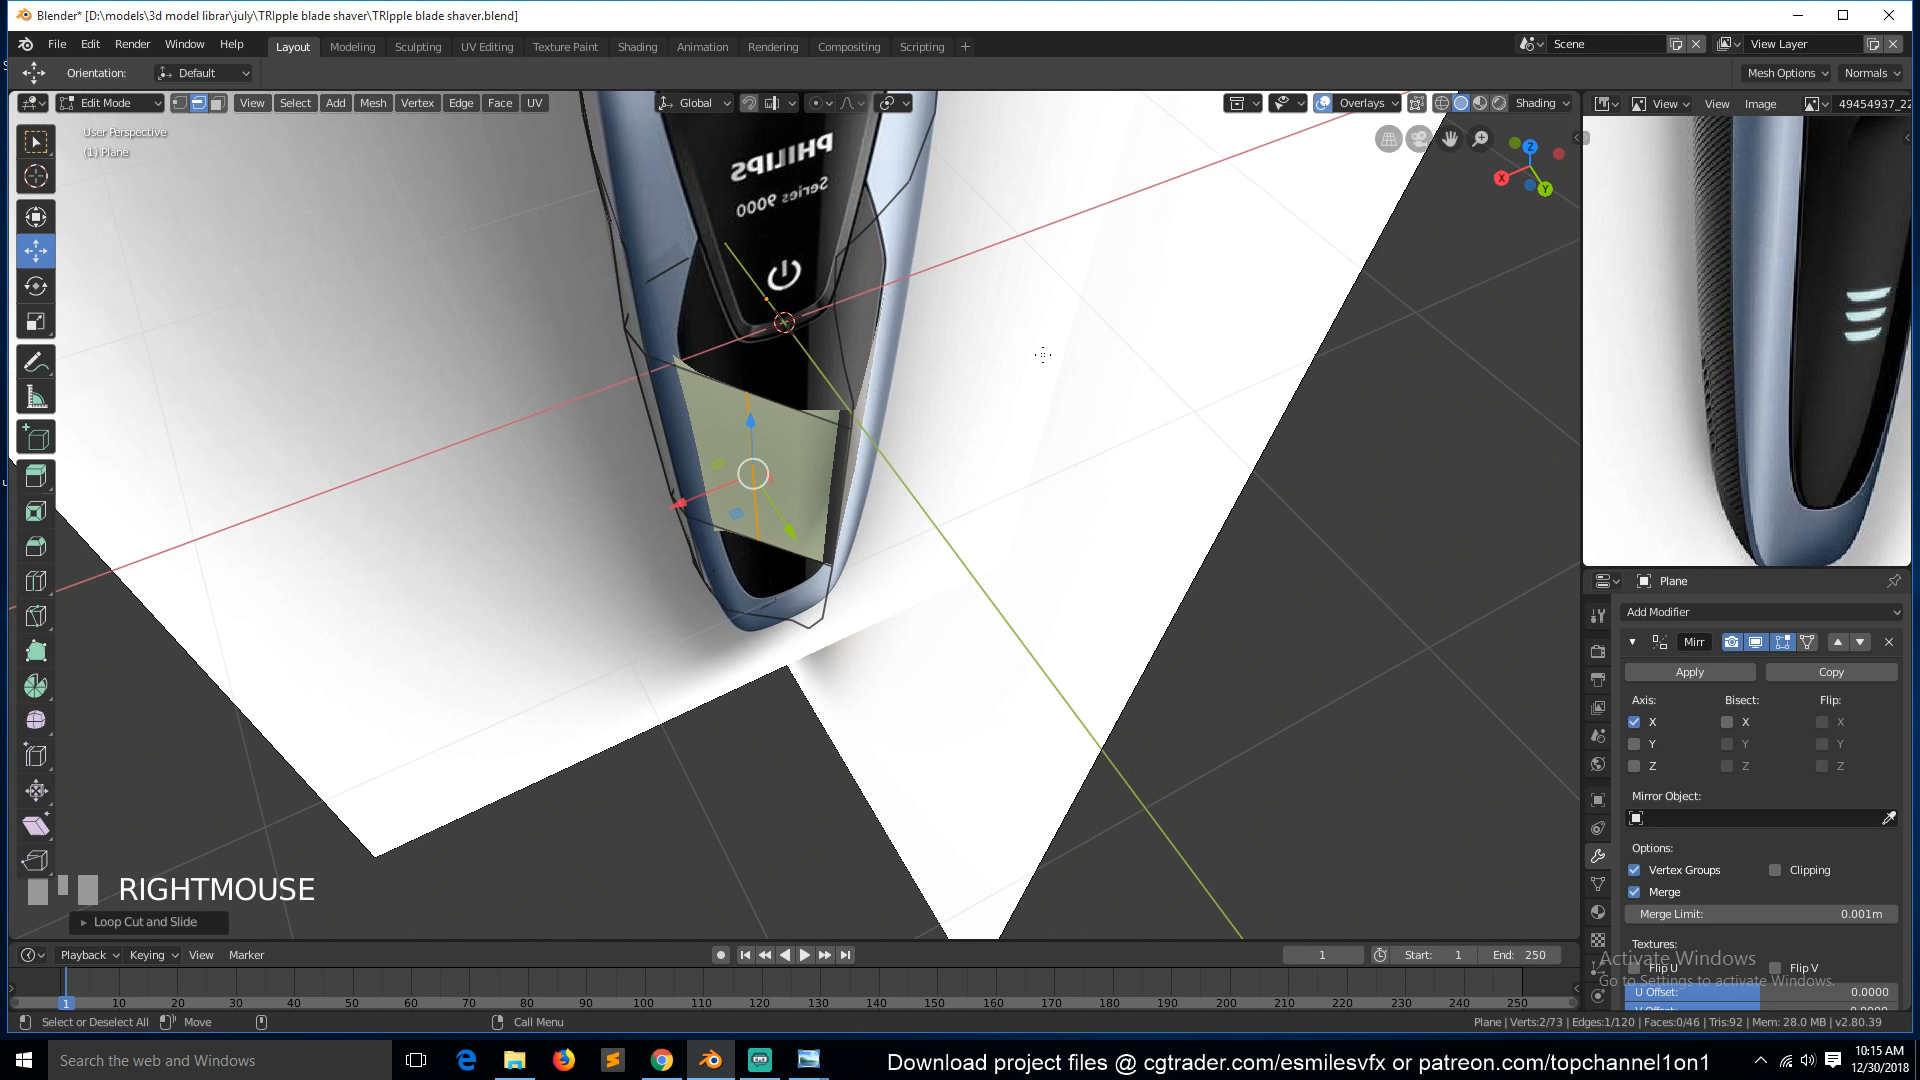 Blender* [D:\models\3d model librar\july\TRIpple blade shaver\TRIpple blade shaver.blend]
File Edit Render Window Help Layout Modeling Sculpting UV Editing Texture Paint Shading Animation Rendering Compositing Scripting + Scene View Layer
Orientation: Default Mesh Options Normals
Edit Mode View Select Add Mesh Vertex Edge Face UV Global Overlays Shading View View Image 49454937_22
User Perspective
(1) Plane
PHILIPS
Series 9000
Z
X
Y
Plane
Add Modifier
Mirr
Apply Copy
Axis: Bisect: Flip:
X X X
Y Y Y
Z Z Z
Mirror Object:
Options:
Vertex Groups Clipping
Merge
Merge Limit: 0.001m
Textures:
Flip U Flip V
U Offset: 0.0000
Activate Windows
Go to Settings to activate Windows.
RIGHTMOUSE
Loop Cut and Slide
Playback Keying View Marker 1 Start: 1 End: 250
1 10 20 30 40 50 60 70 80 90 100 110 120 130 140 150 160 170 180 190 200 210 220 230 240 250
Select or Deselect All Move Call Menu Plane | Verts:2/73 | Edges:1/120 | Faces:0/46 | Tris:92 | Mem: 28.0 MB | v2.80.39
Search the web and Windows
Download project files @ cgtrader.com/esmilesvfx or patreon.com/topchannel1on1
10:15 AM
12/30/2018